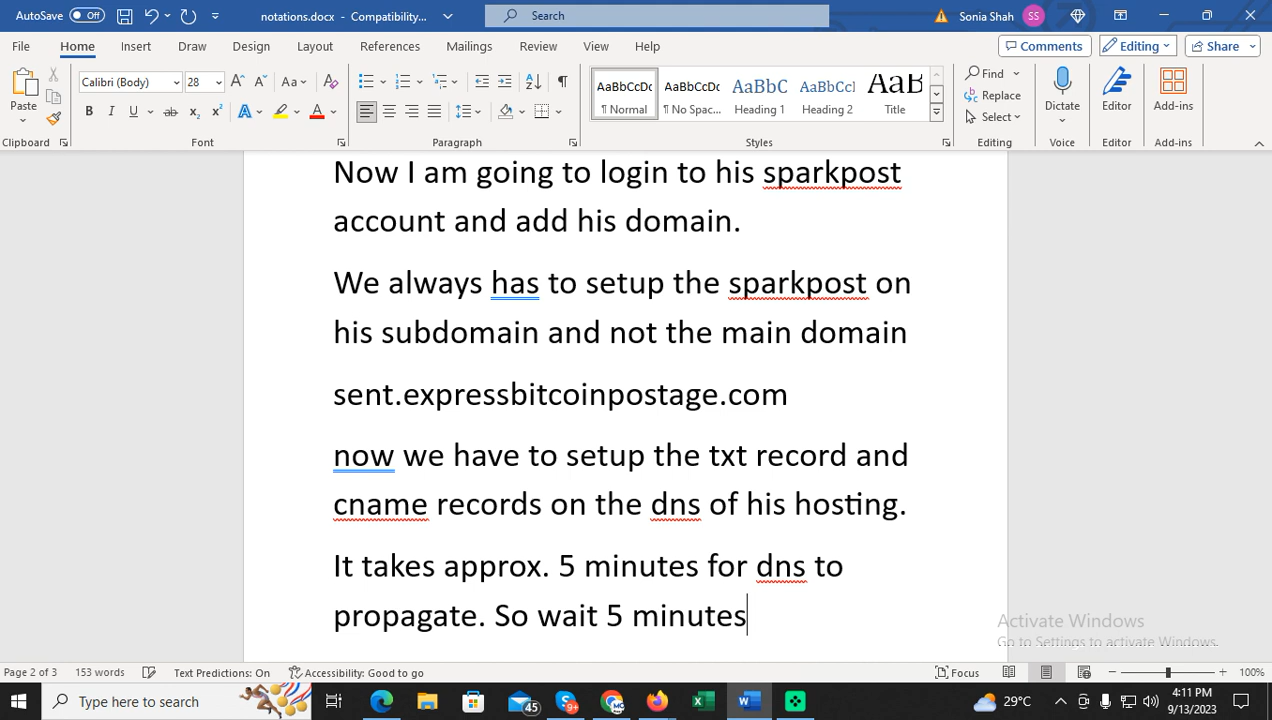 AutoSave Off notations.docx - Compatibility... Search Sonia Shah SS
File Home Insert Draw Design Layout References Mailings Review View Help Comments Editing Share
Paste Calibri (Body) 28 Aa AaBbCcDc AaBbCcDc AaBbC AaBbCcl AaB Find Replace Select Dictate Editor Add-ins
¶ Normal ¶ No Spac... Heading 1 Heading 2 Title
Clipboard Font Paragraph Styles Editing Voice Editor Add-ins
Now I am going to login to his sparkpost
account and add his domain.
We always has to setup the sparkpost on
his subdomain and not the main domain
sent.expressbitcoinpostage.com
now we have to setup the txt record and
cname records on the dns of his hosting.
It takes approx. 5 minutes for dns to
propagate. So wait 5 minutes
Activate Windows
Go to Settings to activate Windows.
Page 2 of 3 153 words Text Predictions: On Accessibility: Good to go Focus 100%
Type here to search 45 9+ 29°C 4:11 PM
9/13/2023